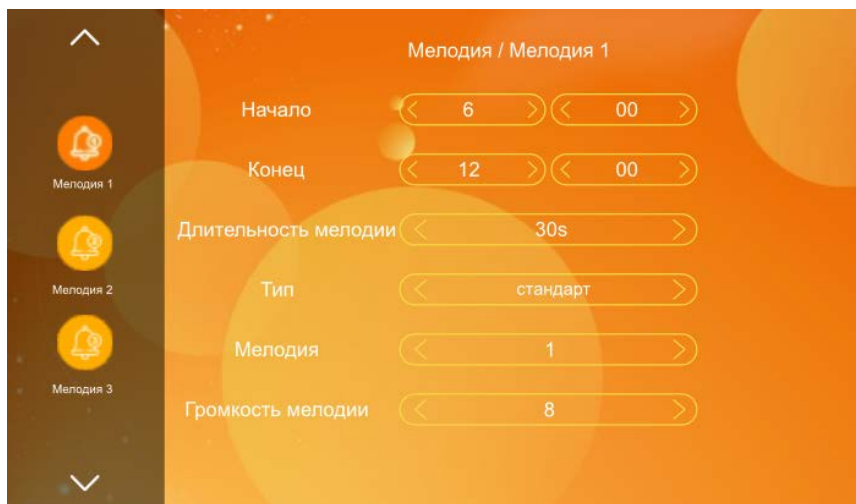 Мелодия / Мелодия 1
Начало 6 00
Конец 12 00
Длительность мелодии 30s
Тип стандарт
Мелодия 1
Громкость мелодии 8
Мелодия 1
Мелодия 2
Мелодия 3